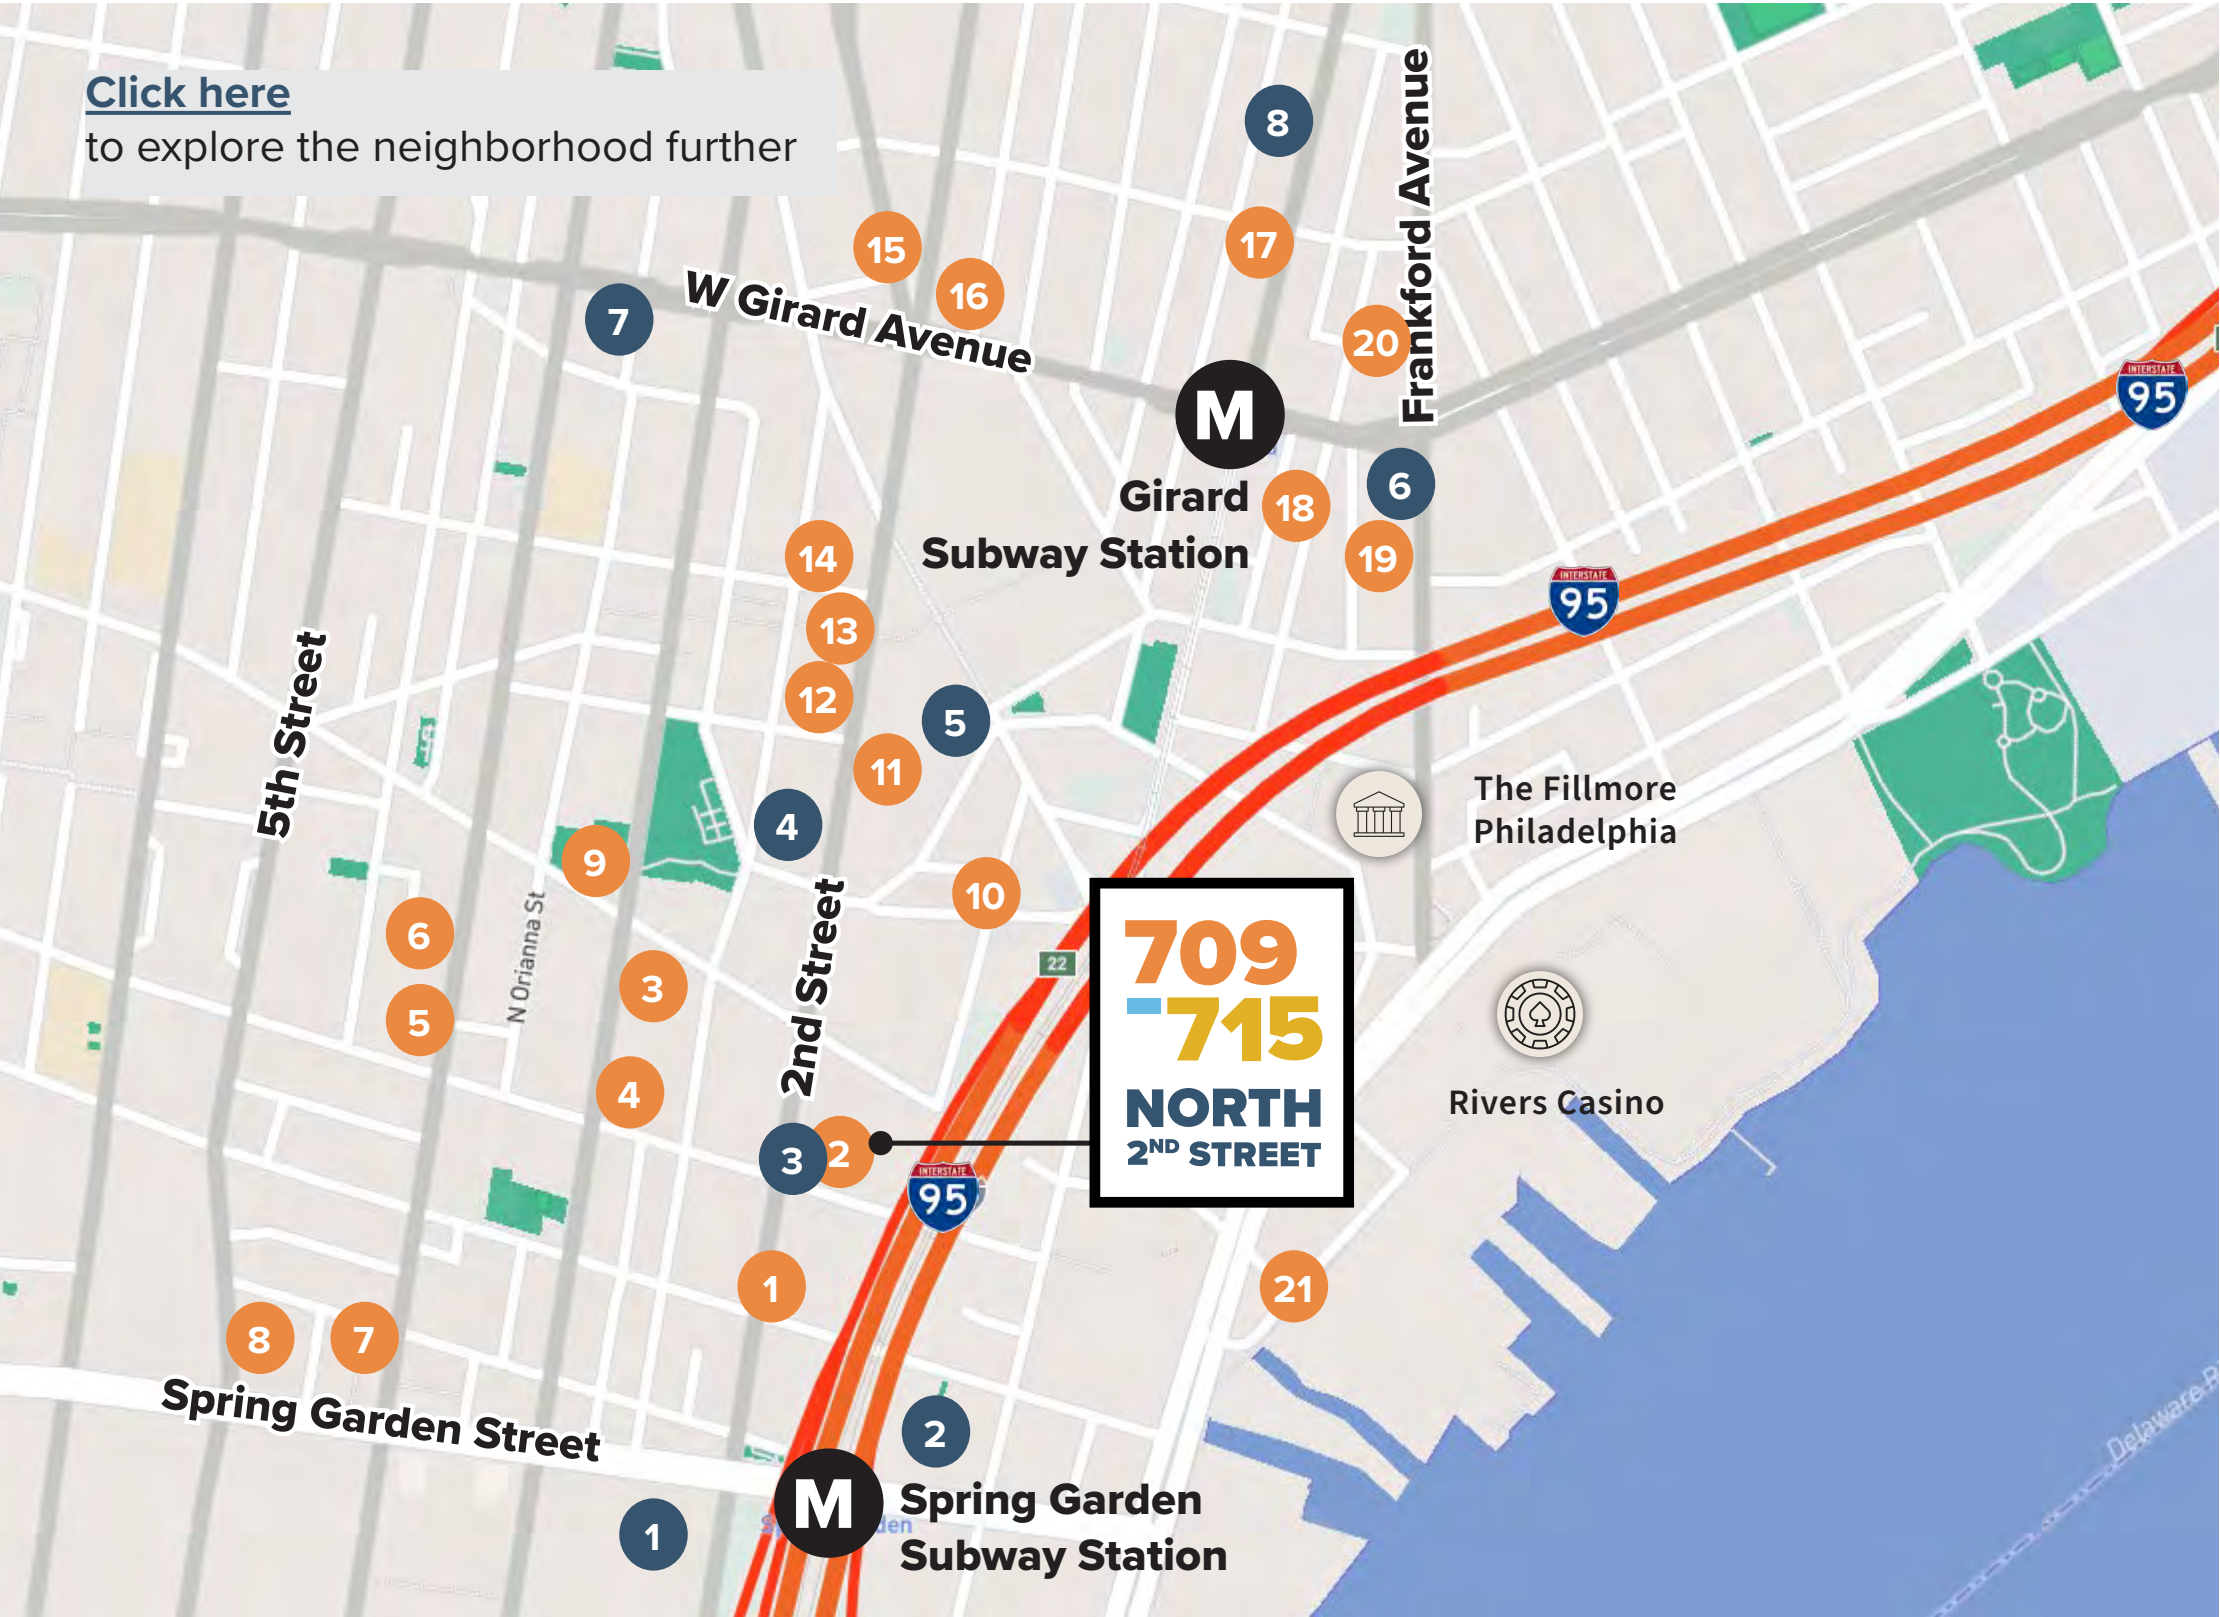 Click here
to explore the neighborhood further
8
Frankford Avenue
15
17
16
7
W Girard Avenue
20
M
INTERSTATE
95
Girard
Subway Station
18
6
14
19
INTERSTATE
95
13
5th Street
12
5
11
4
The Fillmore
Philadelphia
9
10
6
N Orianna St
2nd Street
3
22
5
709
-715
NORTH
2ND STREET
4
Rivers Casino
3
2
INTERSTATE
95
1
21
8
7
Spring Garden Street
2
M
Spring Garden
Subway Station
1